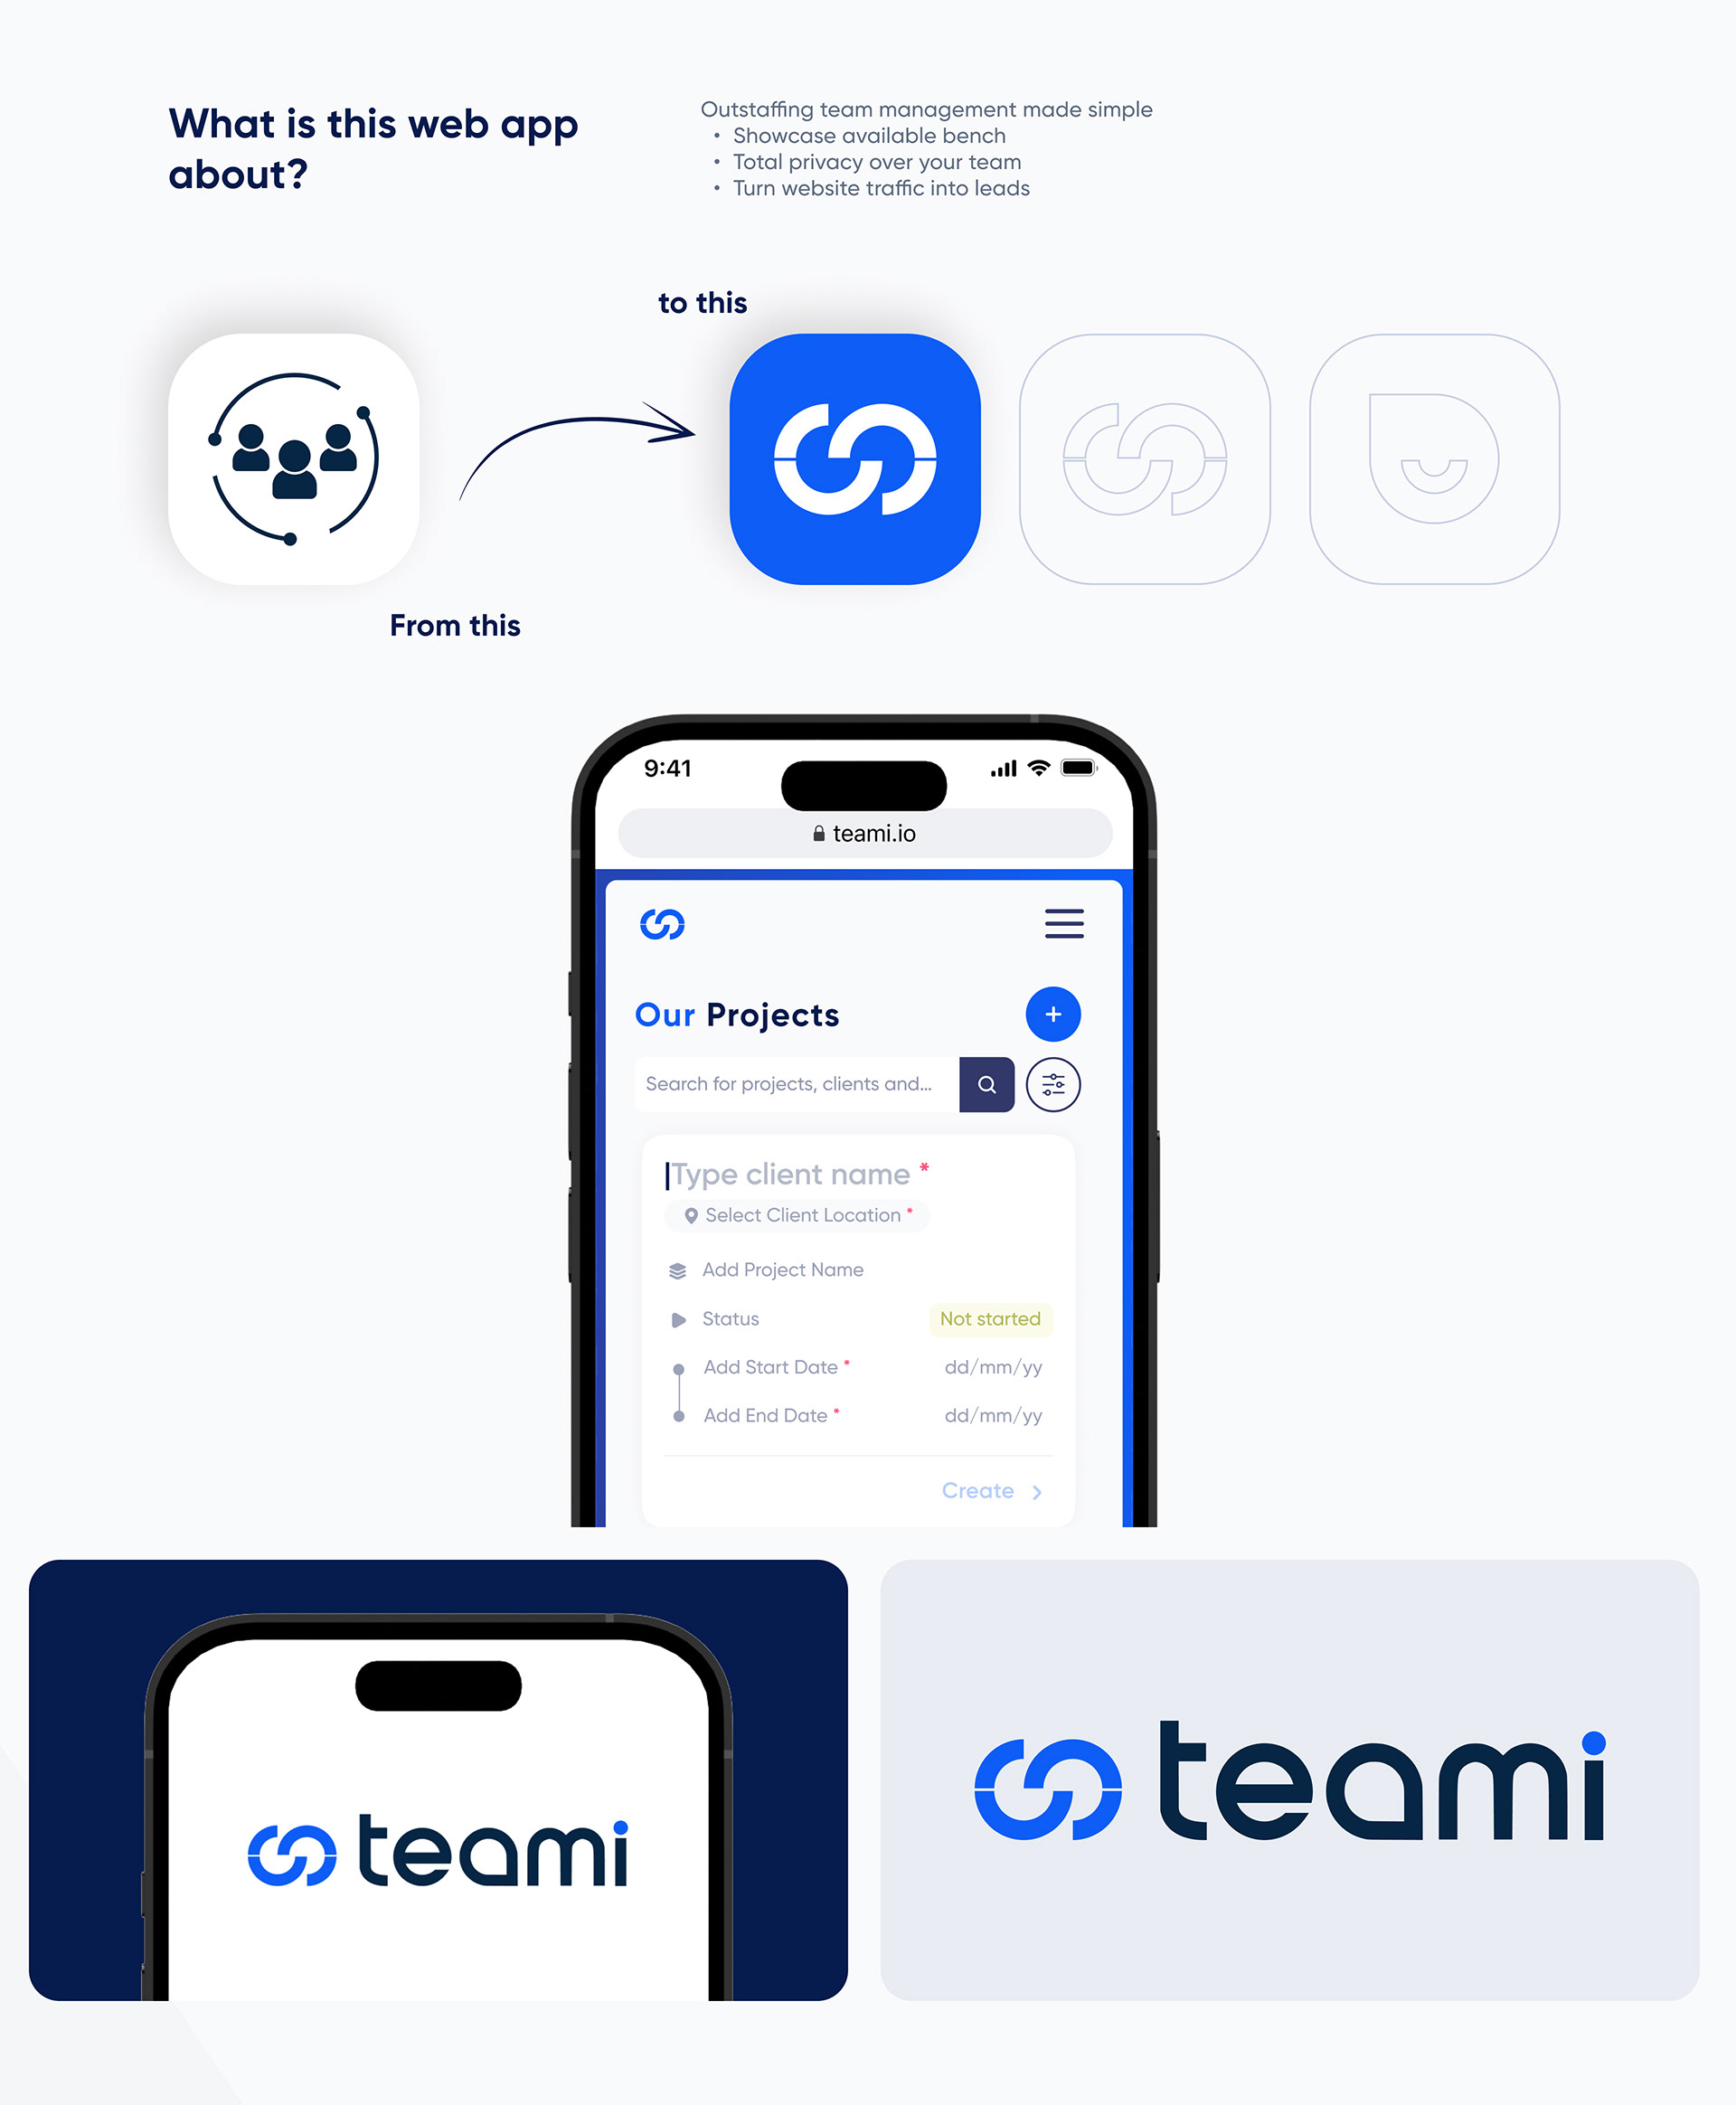 What is this web app
about?
Outstaffing team management made simple
• Showcase available bench
• Total privacy over your team
• Turn website traffic into leads
to this
From this
9:41
teami.io
Our Projects
Search for projects, clients and...
Type client name *
Select Client Location *
Add Project Name
Status
Not started
Add Start Date *
dd/mm/yy
Add End Date *
dd/mm/yy
Create
teami
teami